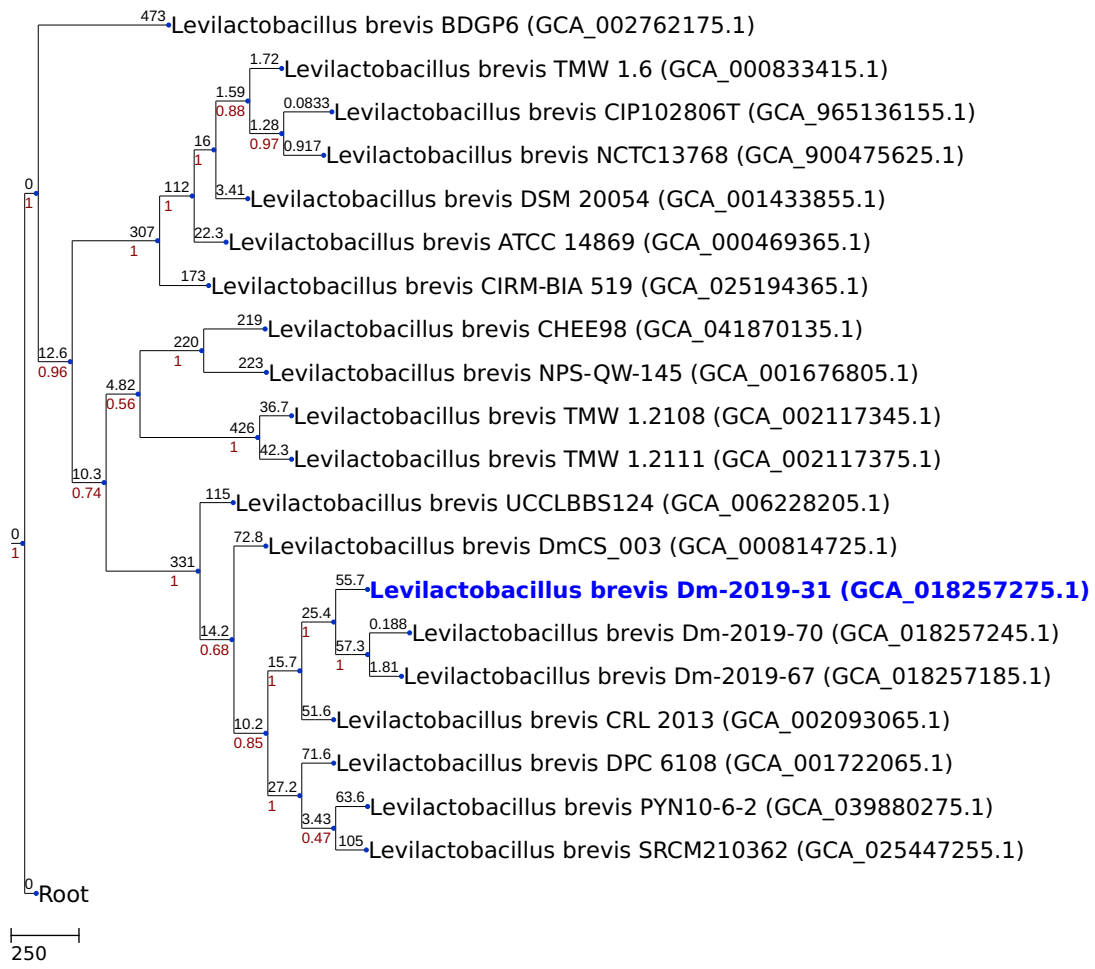 473 Levilactobacillus brevis BDGP6 (GCA_002762175.1)
1.72 Levilactobacillus brevis TMW 1.6 (GCA_000833415.1)
1.59
0.88
0.0833 Levilactobacillus brevis CIP102806T (GCA_965136155.1)
1.28
0.97
16
1
0.917 Levilactobacillus brevis NCTC13768 (GCA_900475625.1)
0
1
112
1
3.41 Levilactobacillus brevis DSM 20054 (GCA_001433855.1)
307
1
22.3 Levilactobacillus brevis ATCC 14869 (GCA_000469365.1)
173 Levilactobacillus brevis CIRM-BIA 519 (GCA_025194365.1)
219 Levilactobacillus brevis CHEE98 (GCA_041870135.1)
12.6
0.96
220
1
223 Levilactobacillus brevis NPS-QW-145 (GCA_001676805.1)
4.82
0.56
36.7 Levilactobacillus brevis TMW 1.2108 (GCA_002117345.1)
426
1
42.3 Levilactobacillus brevis TMW 1.2111 (GCA_002117375.1)
10.3
0.74
115 Levilactobacillus brevis UCCLBBS124 (GCA_006228205.1)
0
1
72.8 Levilactobacillus brevis DmCS_003 (GCA_000814725.1)
331
1
55.7 Levilactobacillus brevis Dm-2019-31 (GCA_018257275.1)
25.4
1
14.2
0.68
0.188 Levilactobacillus brevis Dm-2019-70 (GCA_018257245.1)
57.3
1
15.7
1
1.81 Levilactobacillus brevis Dm-2019-67 (GCA_018257185.1)
10.2
0.85
51.6 Levilactobacillus brevis CRL 2013 (GCA_002093065.1)
71.6 Levilactobacillus brevis DPC 6108 (GCA_001722065.1)
27.2
1
63.6 Levilactobacillus brevis PYN10-6-2 (GCA_039880275.1)
3.43
0.47
105 Levilactobacillus brevis SRCM210362 (GCA_025447255.1)
0 Root
250